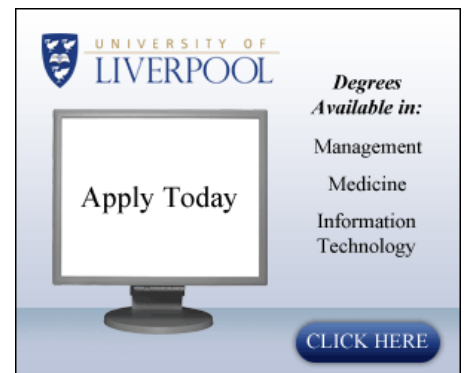 UNIVERSITY OF
LIVERPOOL
Degrees
Available in:
Management
Medicine
Information
Technology
Apply Today
CLICK HERE